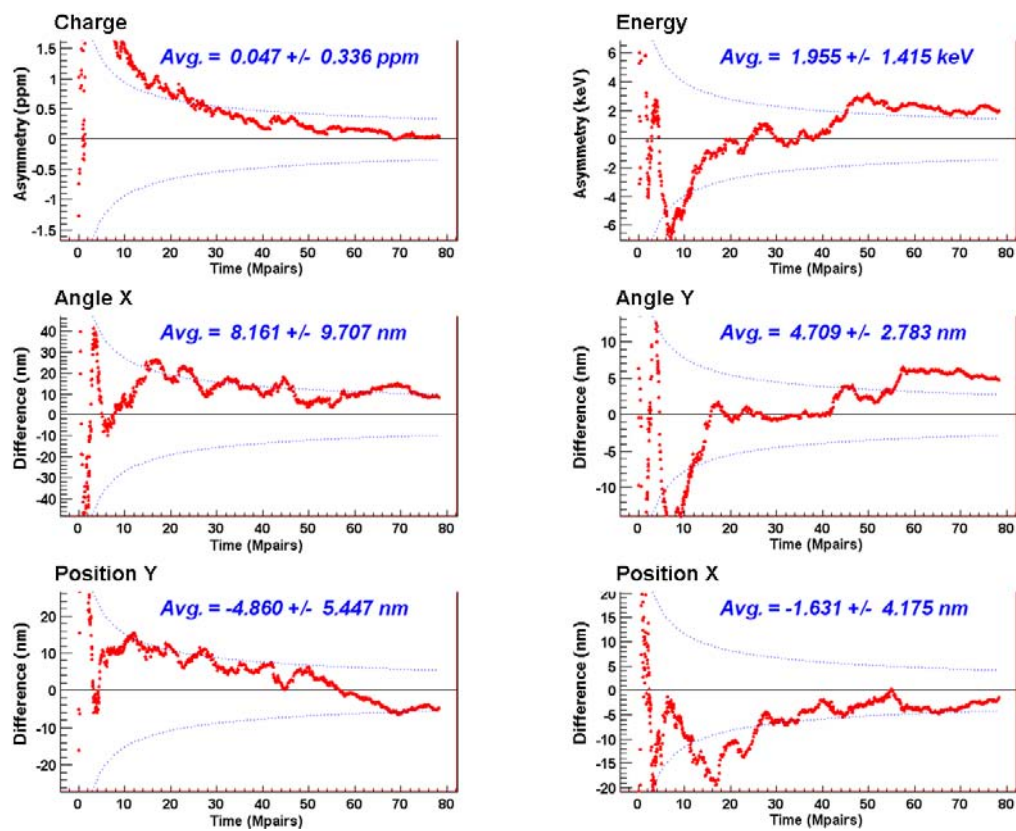 Charge
Avg. = 0.047 +/- 0.336 ppm
Asymmetry (ppm)
1.5
1
0.5
0
-0.5
-1
-1.5
0 10 20 30 40 50 60 70 80
Time (Mpairs)
Energy
Avg. = 1.955 +/- 1.415 keV
Asymmetry (keV)
6
4
2
0
-2
-4
-6
0 10 20 30 40 50 60 70 80
Time (Mpairs)
Angle X
Avg. = 8.161 +/- 9.707 nm
Difference (nm)
40
30
20
10
0
-10
-20
-30
-40
0 10 20 30 40 50 60 70 80
Time (Mpairs)
Angle Y
Avg. = 4.709 +/- 2.783 nm
Difference (nm)
10
5
0
-5
-10
0 10 20 30 40 50 60 70 80
Time (Mpairs)
Position Y
Avg. = -4.860 +/- 5.447 nm
Difference (nm)
20
10
0
-10
-20
0 10 20 30 40 50 60 70 80
Time (Mpairs)
Position X
Avg. = -1.631 +/- 4.175 nm
Difference (nm)
20
15
10
5
0
-5
-10
-15
-20
0 10 20 30 40 50 60 70 80
Time (Mpairs)